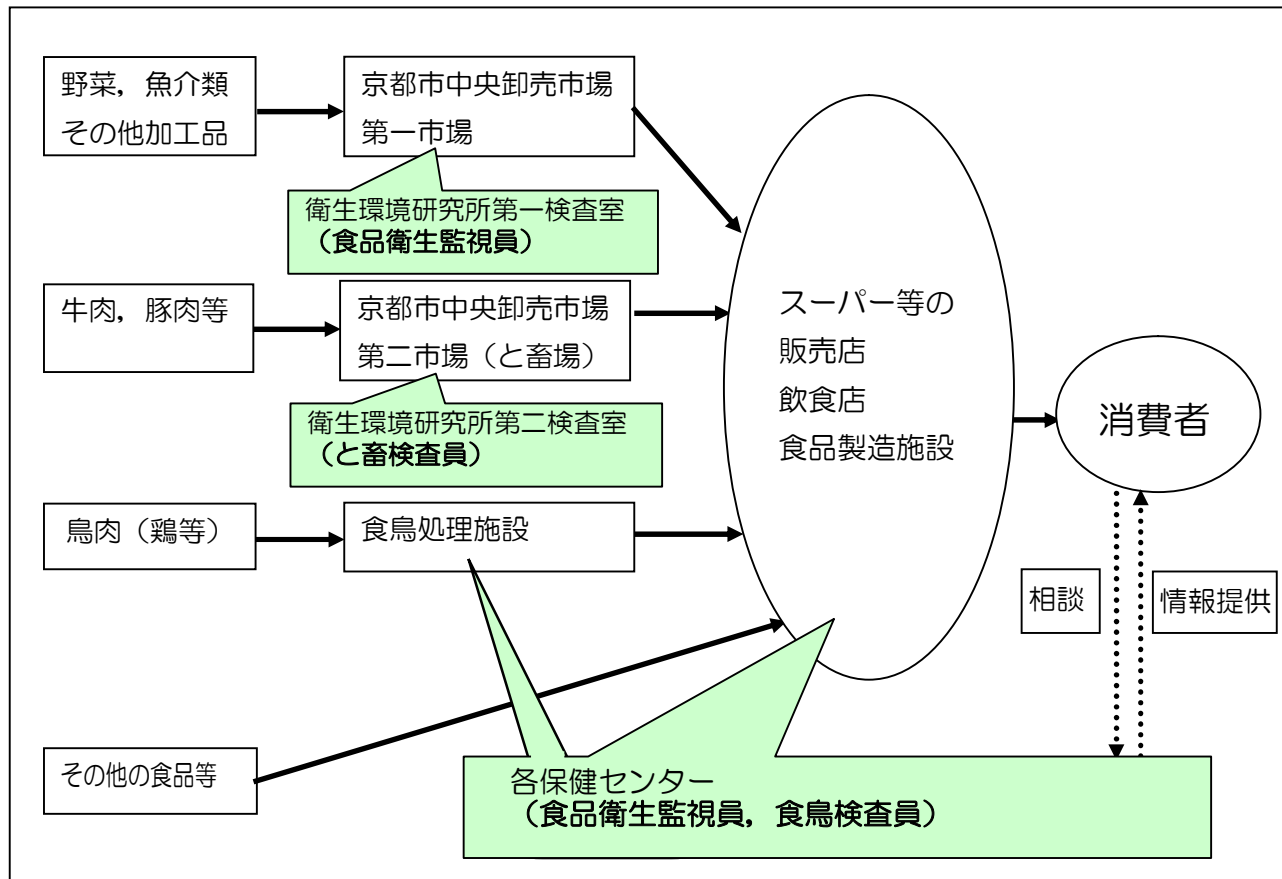 野菜，魚介類
その他加工品
京都市中央卸売市場
第一市場
衛生環境研究所第一検査室
（食品衛生監視員）
牛肉，豚肉等
京都市中央卸売市場
第二市場（と畜場）
衛生環境研究所第二検査室
（と畜検査員）
鳥肉（鶏等）
食鳥処理施設
その他の食品等
スーパー等の
販売店
飲食店
食品製造施設
消費者
相談
情報提供
各保健センター
（食品衛生監視員，食鳥検査員）